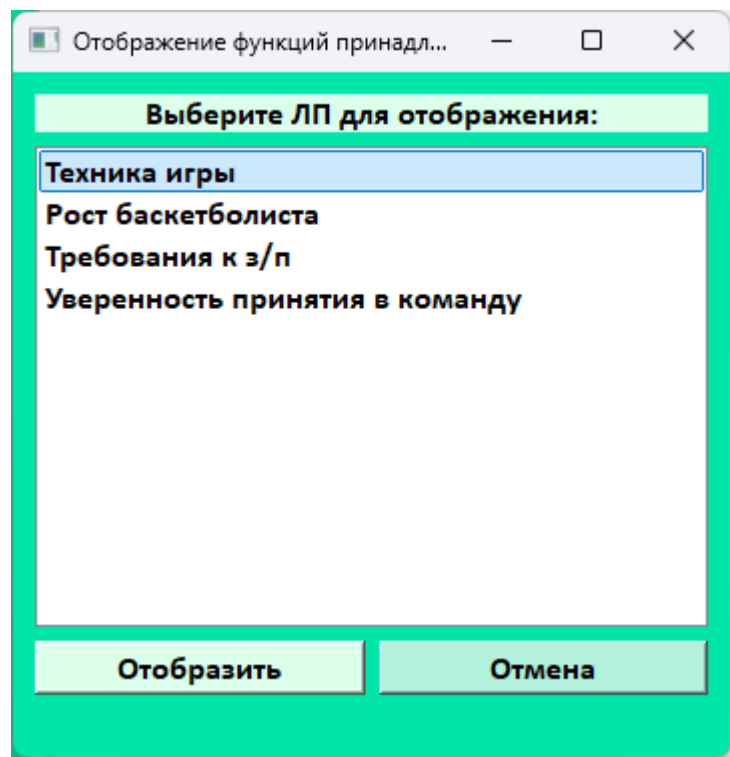 Отображение функций принадл...
Выберите ЛП для отображения:
Техника игры
Рост баскетболиста
Требования к з/п
Уверенность принятия в команду
Отобразить
Отмена